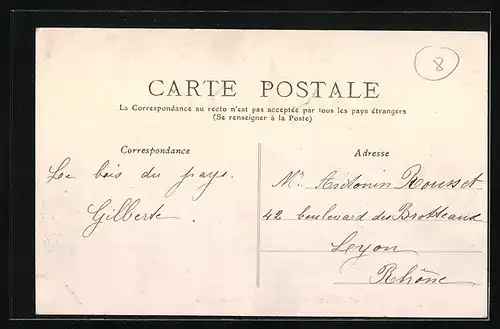 8
CARTE POSTALE
La Correspondance au recto n'est pas acceptée par tous les pays étrangers
(Se renseigner à la Poste)
Correspondance
Le bois du pays.
Gilberte.
Adresse
Mr Antonin Rousset
42 boulevard des Brotteaux
Lyon
Rhône